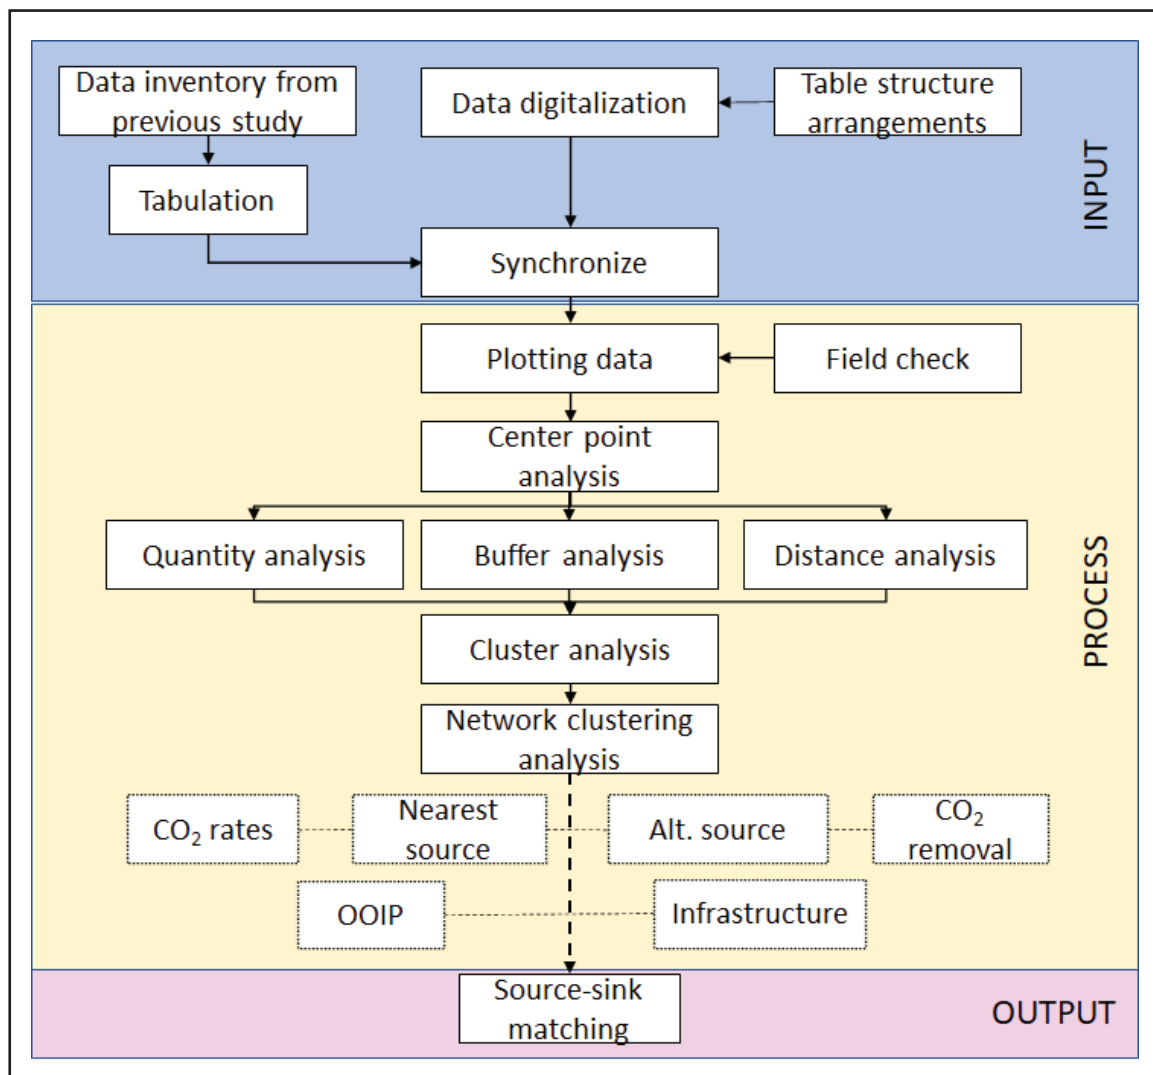 Data inventory from
previous study
Data digitalization
Table structure
arrangements
Tabulation
Synchronize
INPUT
Plotting data
Field check
Center point
analysis
Quantity analysis
Buffer analysis
Distance analysis
Cluster analysis
Network clustering
analysis
PROCESS
CO₂ rates
Nearest
source
Alt. source
CO₂
removal
OOIP
Infrastructure
Source-sink
matching
OUTPUT